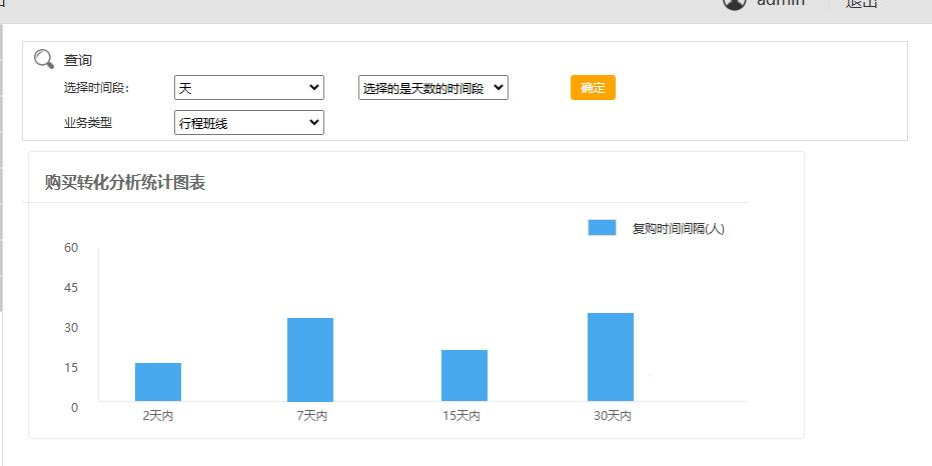 admin 退出
查询
选择时间段： 天 选择的是天数的时间段 确定
业务类型 行程班线
购买转化分析统计图表
复购时间间隔(人)
60
45
30
15
0
2天内 7天内 15天内 30天内